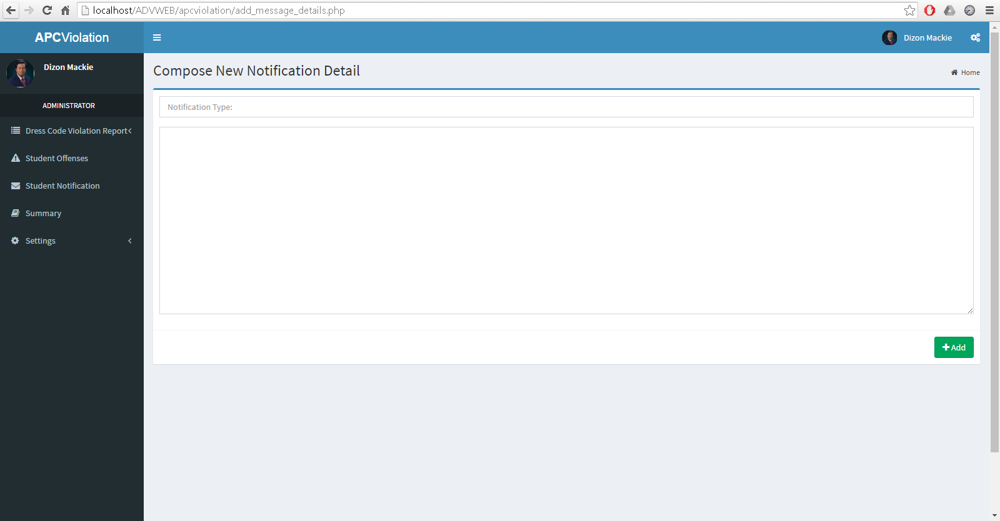 localhost/ADVWEB/apcviolation/add_message_details.php
APCViolation
Dizon Mackie
Dizon Mackie
ADMINISTRATOR
Dress Code Violation Report
Student Offenses
Student Notification
Summary
Settings
Compose New Notification Detail
Home
Notification Type:
Add